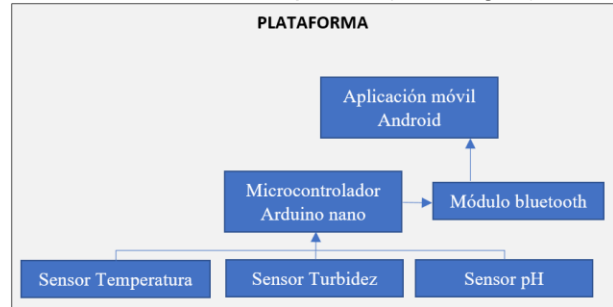 PLATAFORMA
Aplicación móvil
Android
Microcontrolador
Arduino nano
Módulo bluetooth
Sensor Temperatura
Sensor Turbidez
Sensor pH